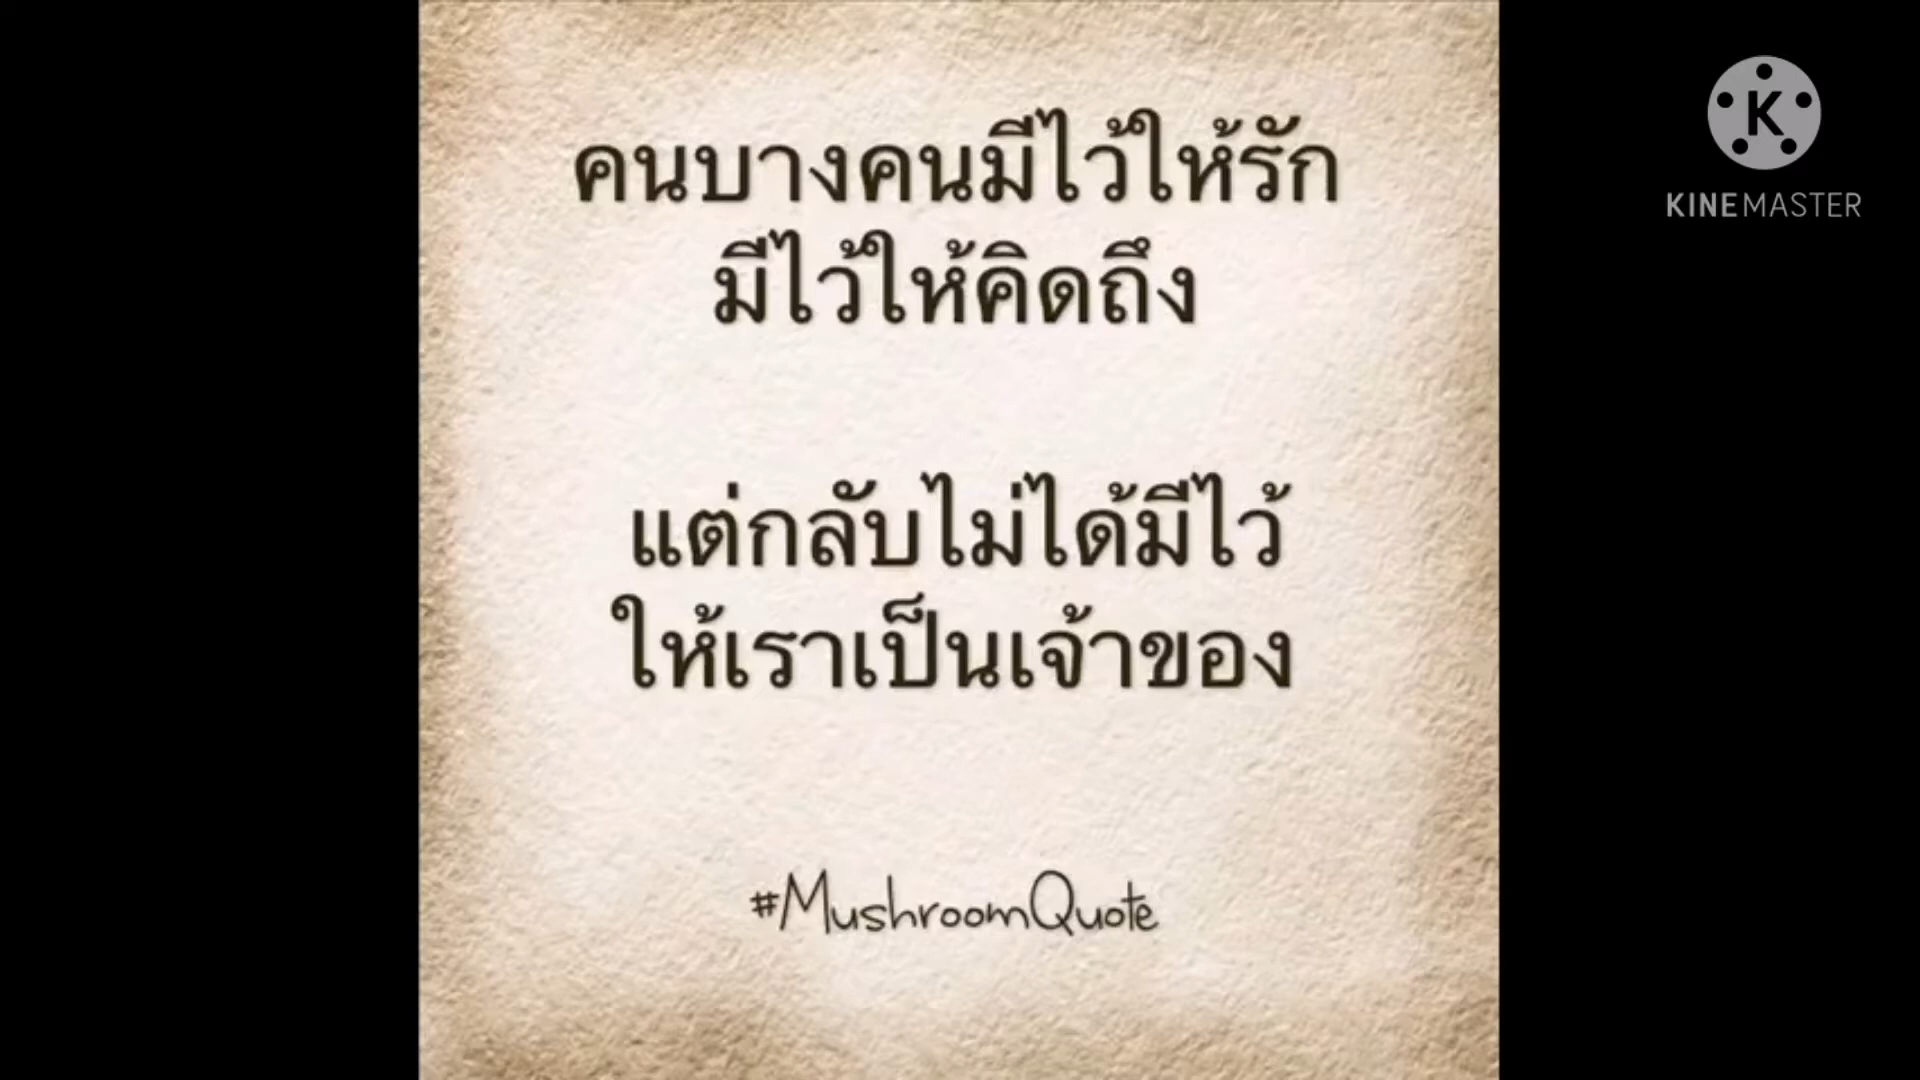 คนบางคนมีไว้ให้รัก
มีไว้ให้คิดถึง
แต่กลับไม่ได้มีไว้
ให้เราเป็นเจ้าของ
#MushroomQuote
K
KINEMASTER